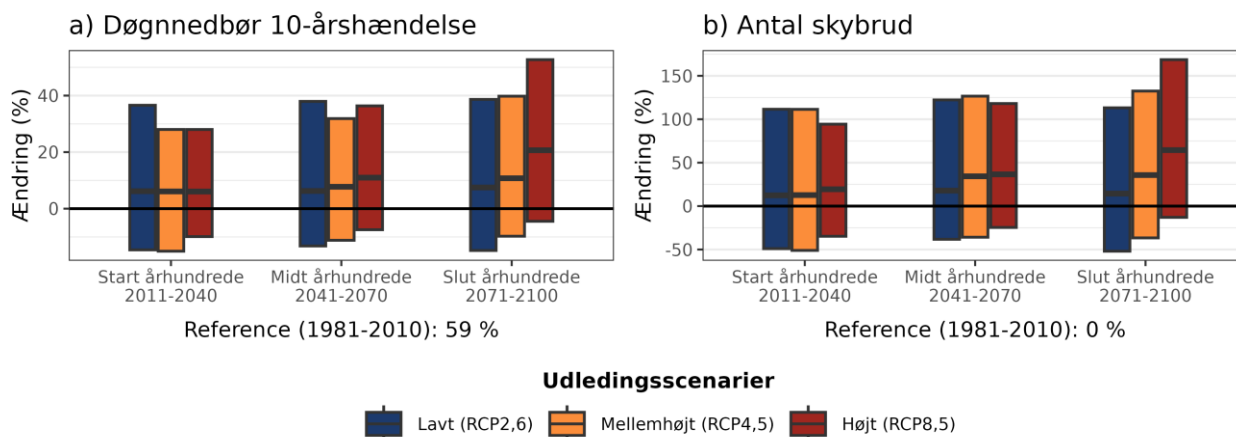 a) Døgnnedbør 10-årshændelse
Ændring (%)
40
20
0
Start århundrede
2011-2040
Midt århundrede
2041-2070
Slut århundrede
2071-2100
Reference (1981-2010): 59 %
b) Antal skybrud
Ændring (%)
150
100
50
0
-50
Start århundrede
2011-2040
Midt århundrede
2041-2070
Slut århundrede
2071-2100
Reference (1981-2010): 0 %
Udledingsscenarier
Lavt (RCP2,6)
Mellemhøjt (RCP4,5)
Højt (RCP8,5)